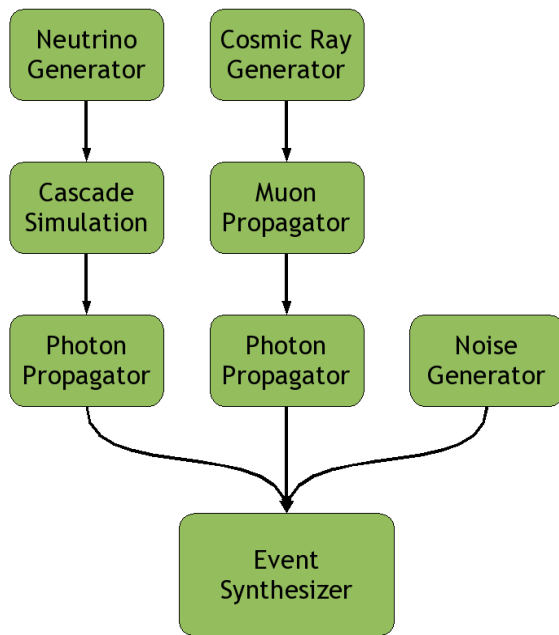 Neutrino
Generator
Cosmic Ray
Generator
Cascade
Simulation
Muon
Propagator
Photon
Propagator
Photon
Propagator
Noise
Generator
Event
Synthesizer